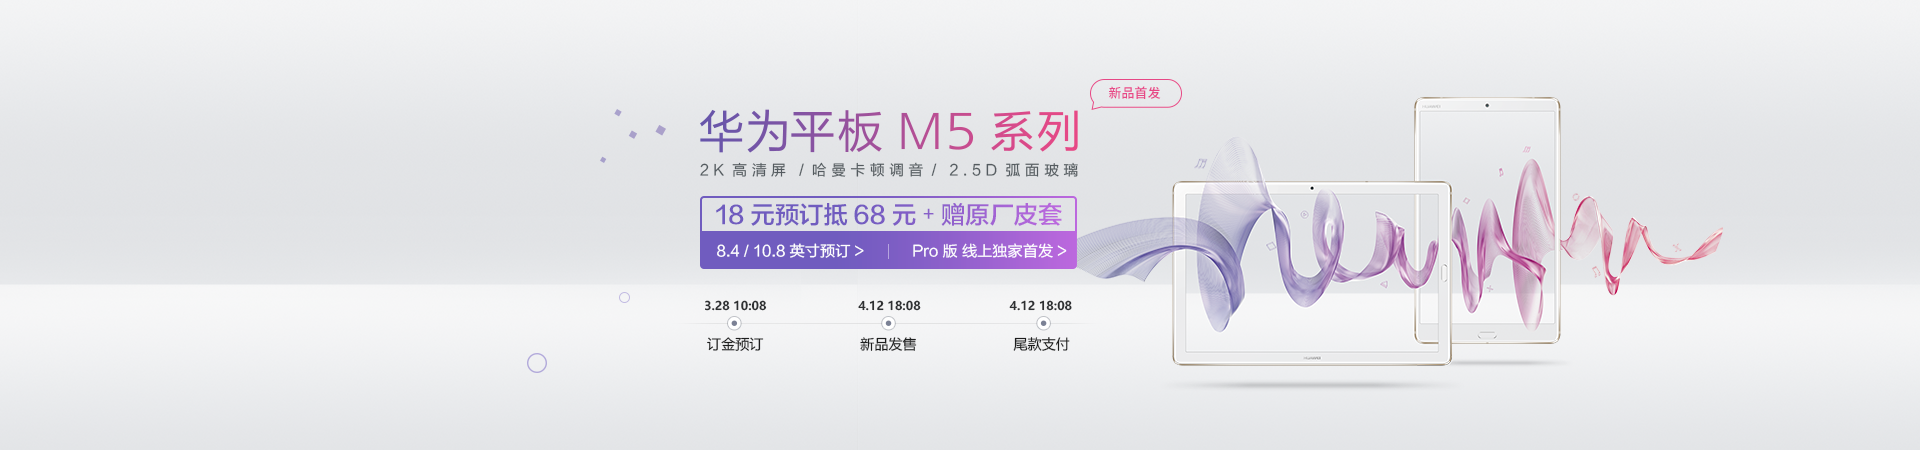 新品首发
华为平板 M5 系列
2K 高清屏 / 哈曼卡顿调音 / 2.5D 弧面玻璃
18 元预订抵 68 元 + 赠原厂皮套
8.4 / 10.8 英寸预订 > | Pro 版 线上独家首发 >
3.28 10:08 4.12 18:08 4.12 18:08
订金预订 新品发售 尾款支付
HUAWEI
HUAWEI